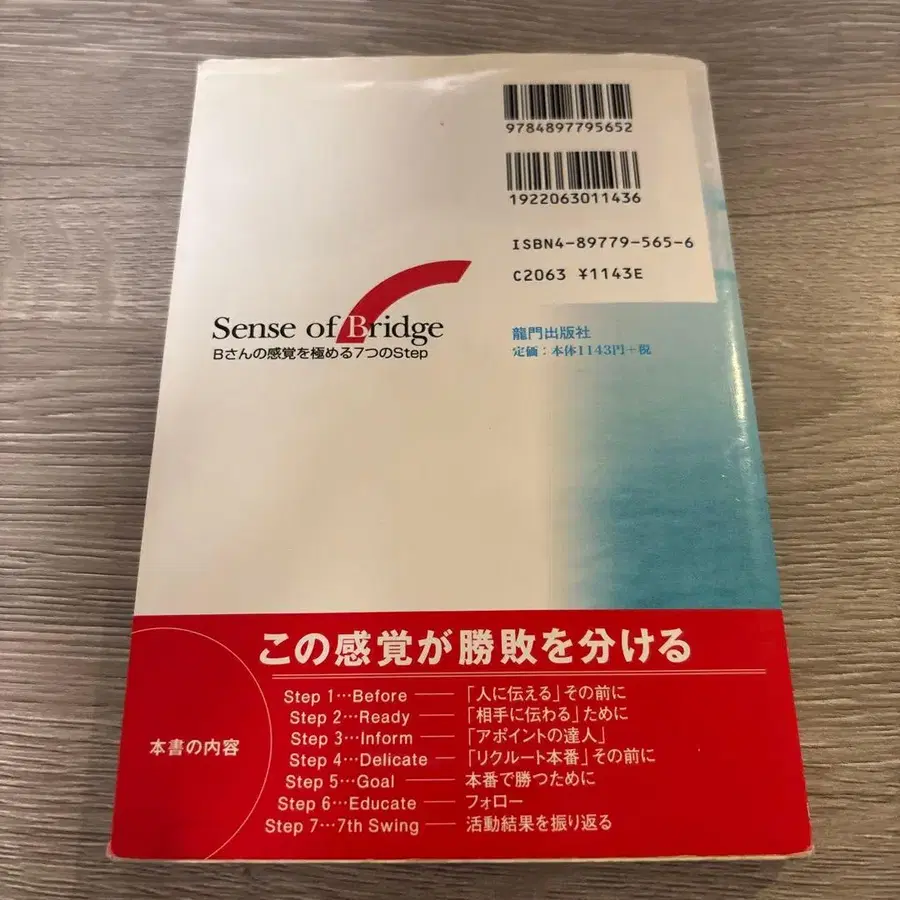 9784897795652
1922063011436
ISBN4-89779-565-6
C2063 ¥1143E
Sense of Bridge
Bさんの感覚を極める7つのStep
龍門出版社
定価：本体1143円+税
この感覚が勝敗を分ける
本書の内容
Step 1…Before ― 「人に伝える」その前に
Step 2…Ready ― 「相手に伝わる」ために
Step 3…Inform ― 「アポイントの達人」
Step 4…Delicate ― 「リクルート本番」その前に
Step 5…Goal ― 本番で勝つために
Step 6…Educate ― フォロー
Step 7…7th Swing ― 活動結果を振り返る